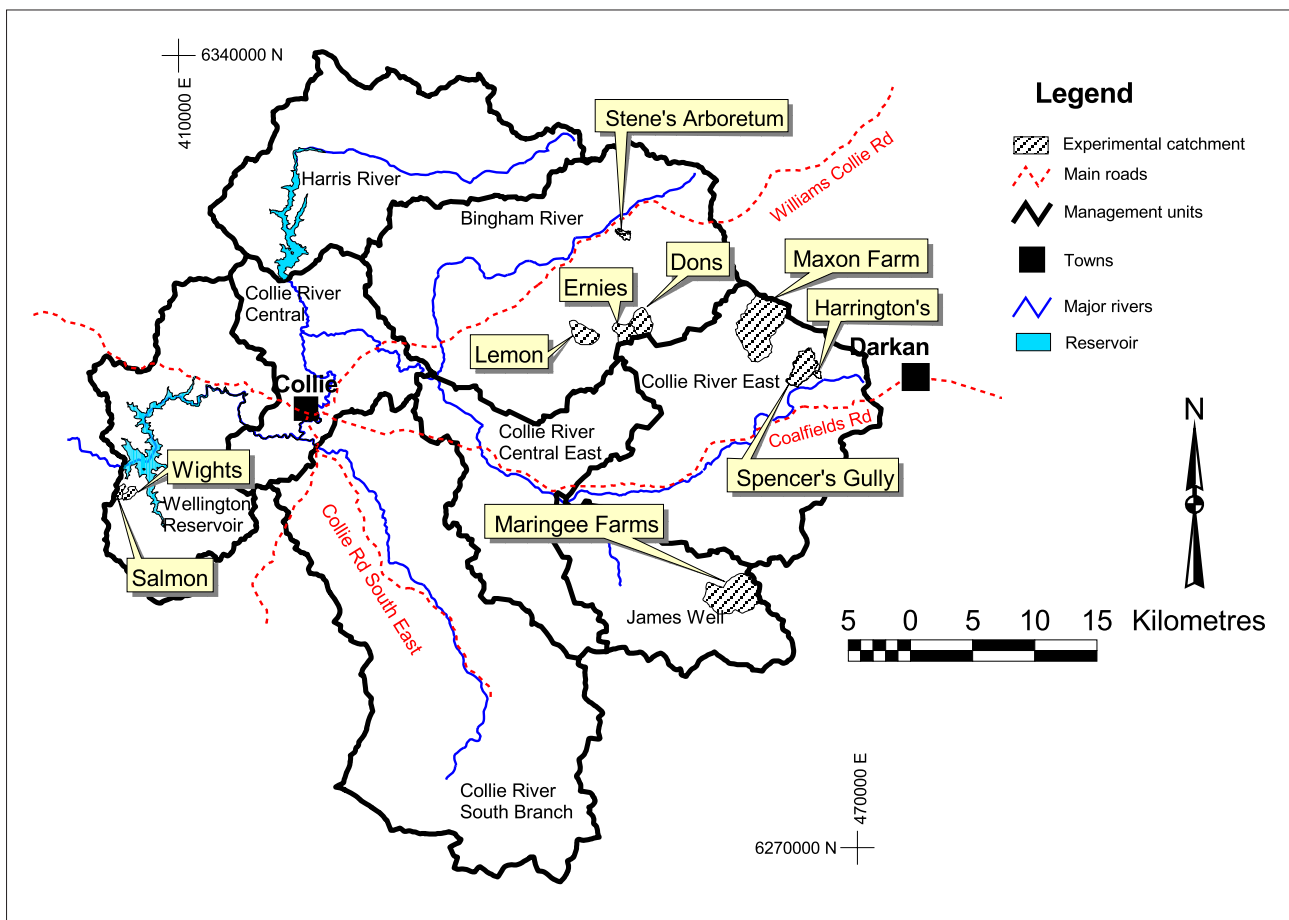 6340000 N
410000 E
Legend
Experimental catchment
Main roads
Management units
Towns
Major rivers
Reservoir
Stene's Arboretum
Williams Collie Rd
Harris River
Bingham River
Dons
Maxon Farm
Ernies
Harrington's
Collie River
Central
Lemon
Darkan
Collie River East
Collie
Coalfields Rd
Collie River
Central East
Wights
Spencer's Gully
Wellington
Reservoir
Maringee Farms
Collie Rd South East
Salmon
James Well
N
5 0 5 10 15 Kilometres
Collie River
South Branch
470000 E
6270000 N